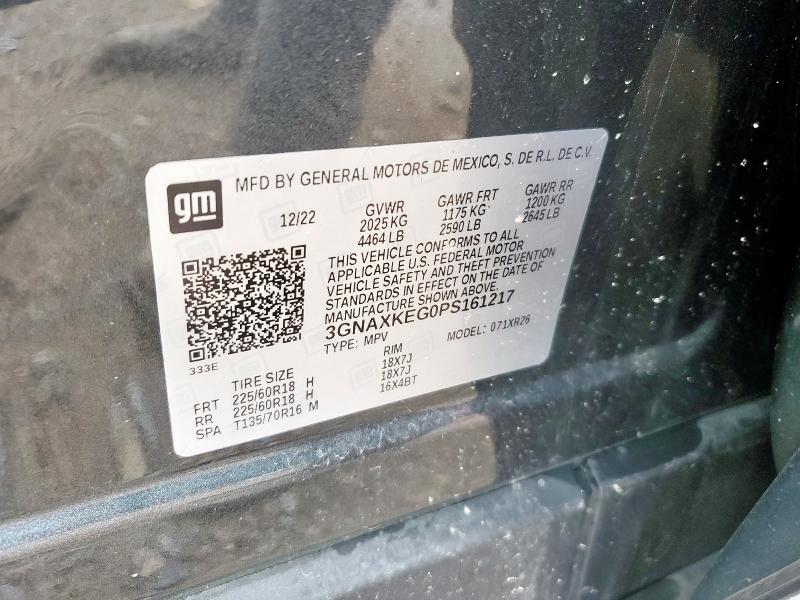 gm
MFD BY GENERAL MOTORS DE MEXICO, S. DE R.L. DE C.V.
12/22 GVWR GAWR FRT GAWR RR
2025 KG 1175 KG 1200 KG
4464 LB 2590 LB 2645 LB
THIS VEHICLE CONFORMS TO ALL
APPLICABLE U.S. FEDERAL MOTOR
VEHICLE SAFETY AND THEFT PREVENTION
STANDARDS IN EFFECT ON THE DATE OF
MANUFACTURE SHOWN ABOVE.
3GNAXKEG0PS161217
TYPE: MPV MODEL: 071XR26
333E
TIRE SIZE RIM
FRT 225/60R18 H 18X7J
RR 225/60R18 H 18X7J
SPA T135/70R16 M 16X4BT